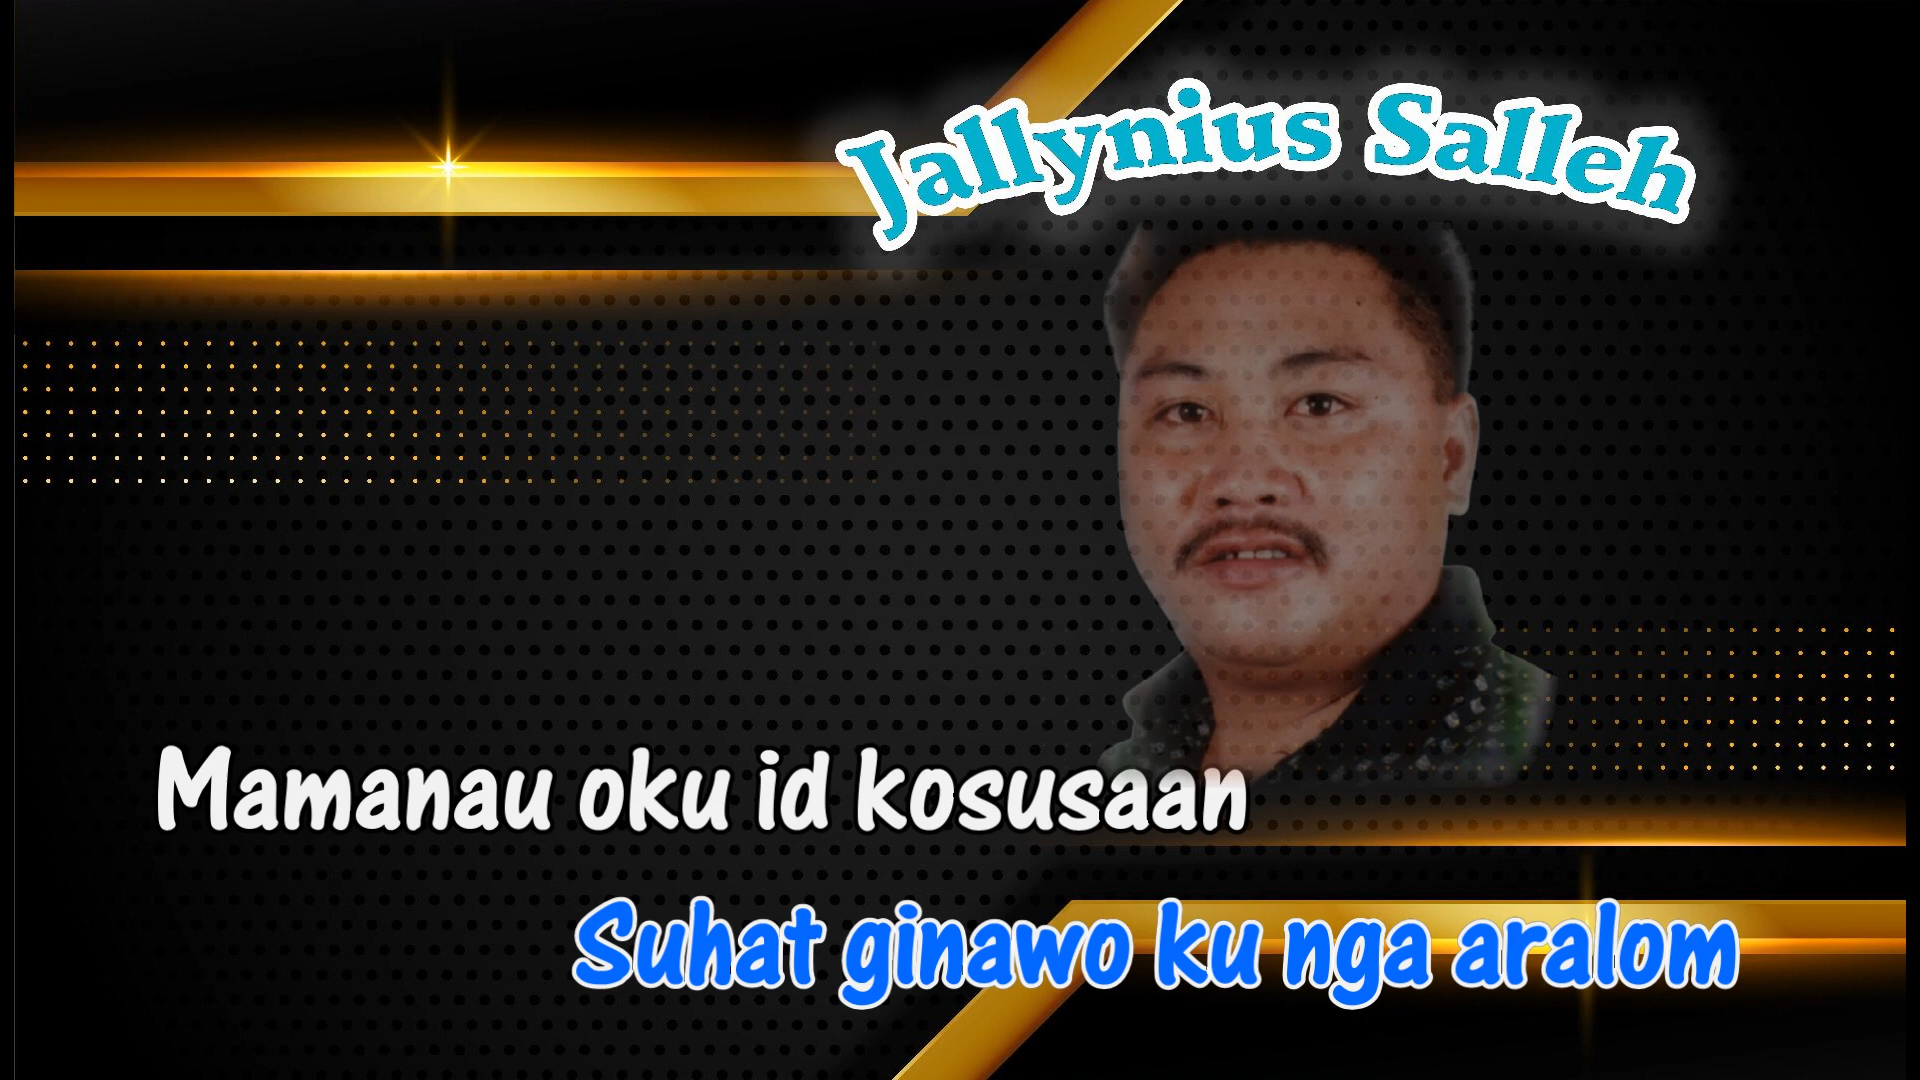 Jallynius Salleh
Mamanau oku id kosusaan
Suhat ginawo ku nga aralom